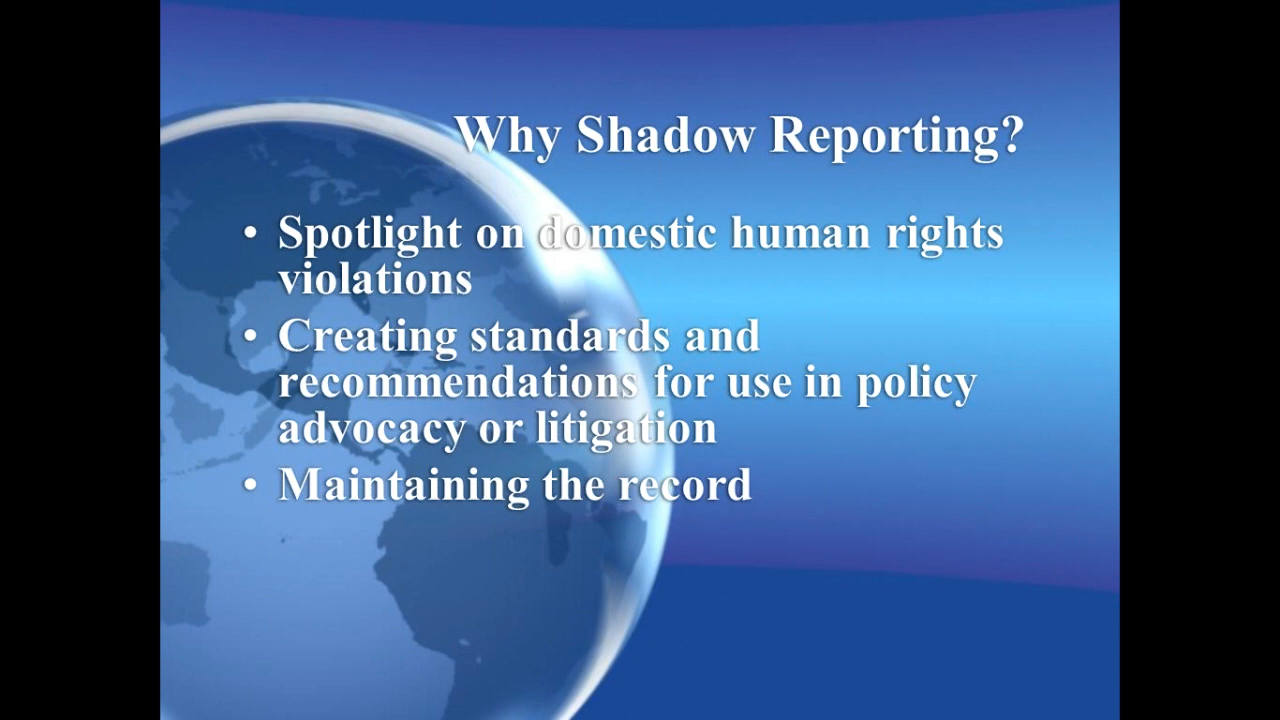 Why Shadow Reporting?
• Spotlight on domestic human rights
violations
• Creating standards and
recommendations for use in policy
advocacy or litigation
• Maintaining the record